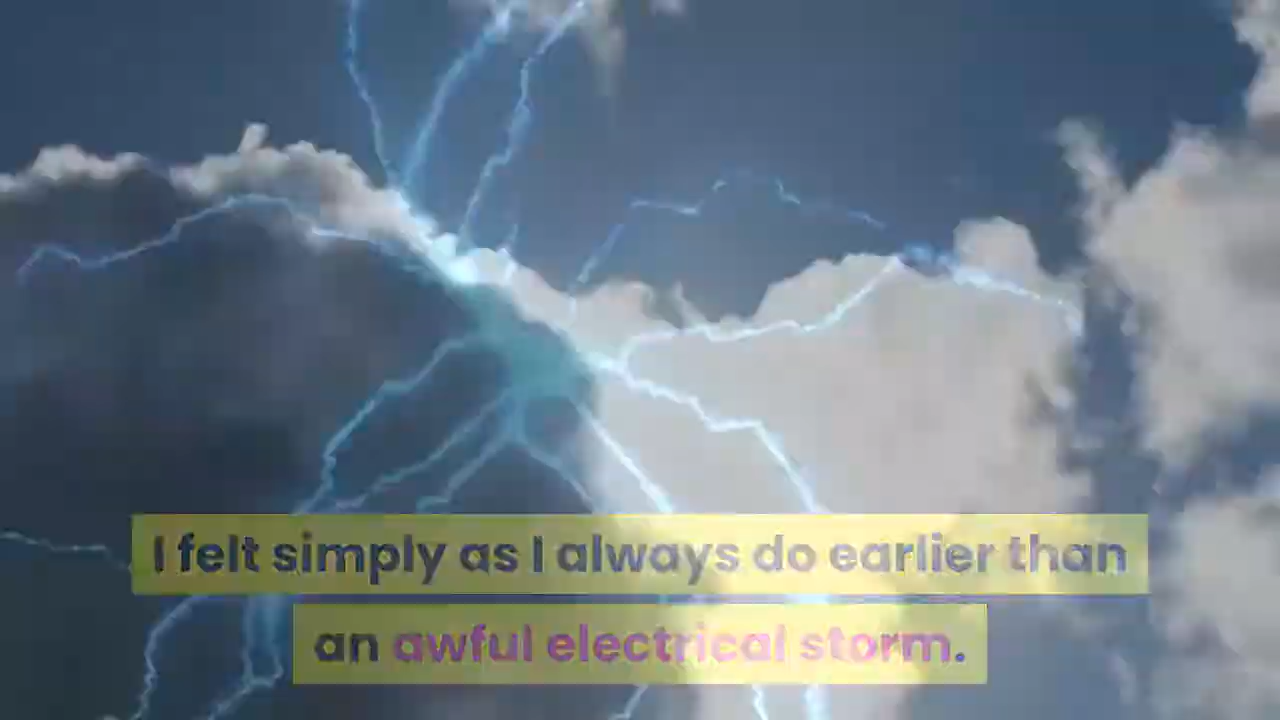 I felt simply as I always do earlier than
an awful electrical storm.